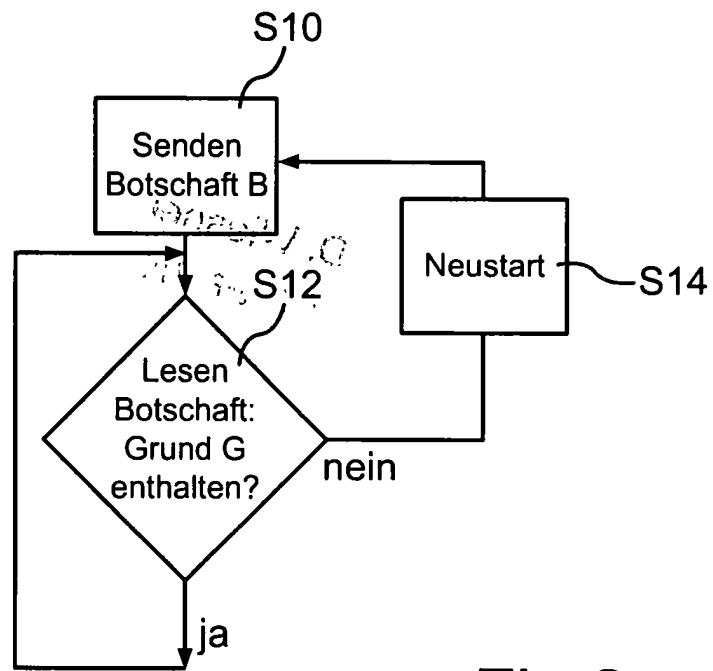 S10
Senden
Botschaft B
S12
Neustart
S14
Lesen
Botschaft:
Grund G
enthalten?
nein
ja